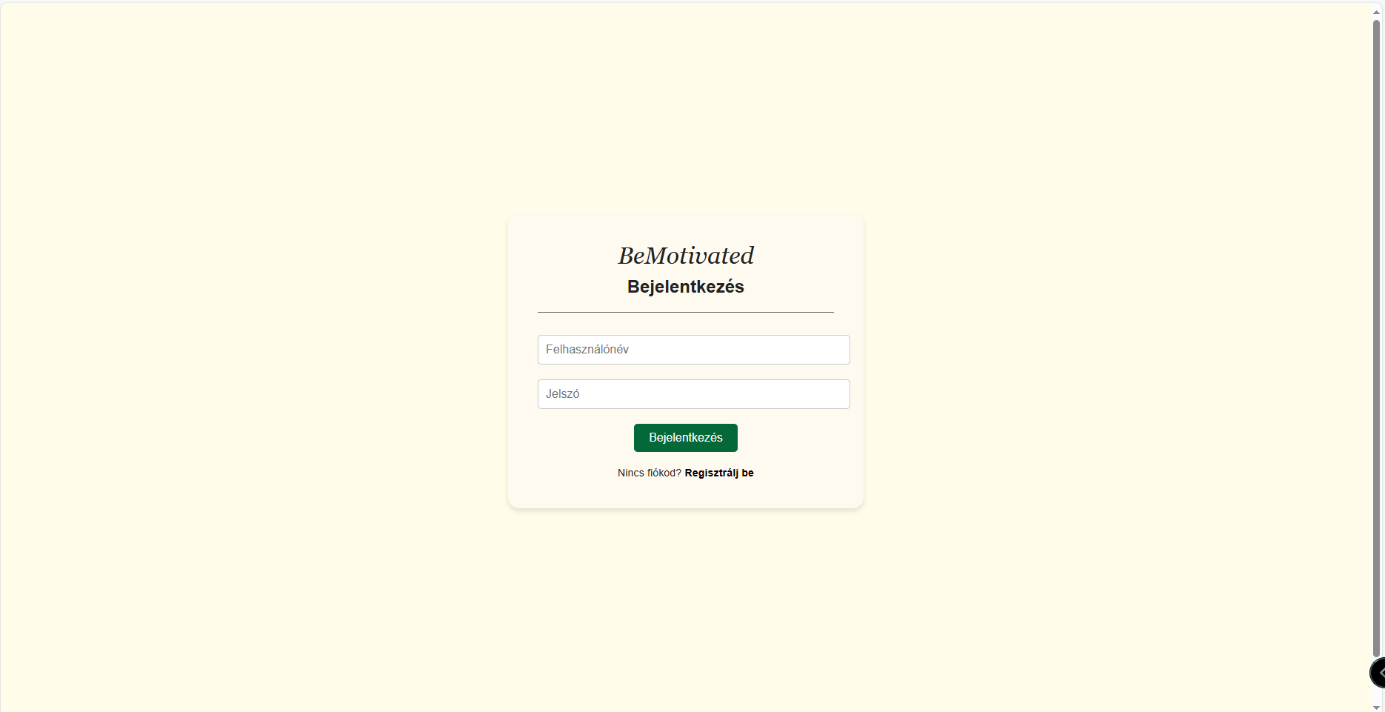 BeMotivated
Bejelentkezés
Felhasználónév
Jelszó
Bejelentkezés
Nincs fiókod? Regisztrálj be